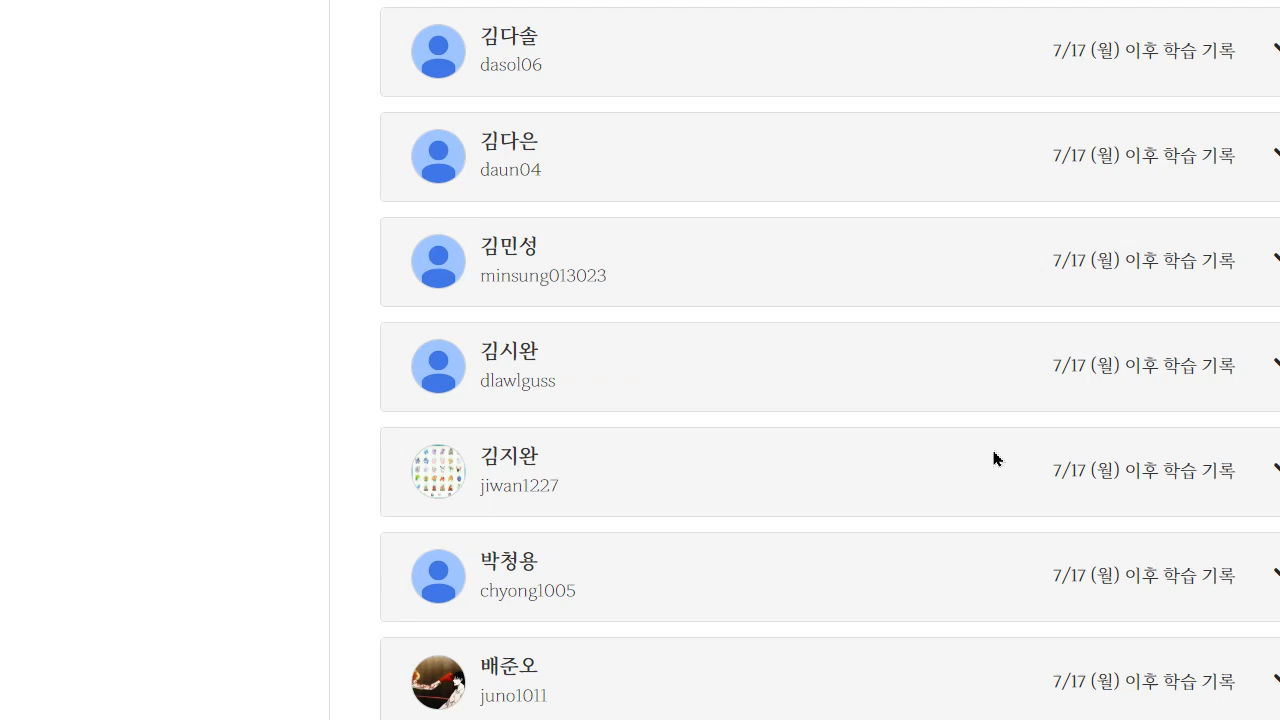 김다솔
dasol06
7/17 (월) 이후 학습 기록
김다은
daun04
7/17 (월) 이후 학습 기록
김민성
minsung013023
7/17 (월) 이후 학습 기록
김시완
dlawlguss
7/17 (월) 이후 학습 기록
김지완
jiwan1227
7/17 (월) 이후 학습 기록
박청용
chyong1005
7/17 (월) 이후 학습 기록
배준오
juno1011
7/17 (월) 이후 학습 기록